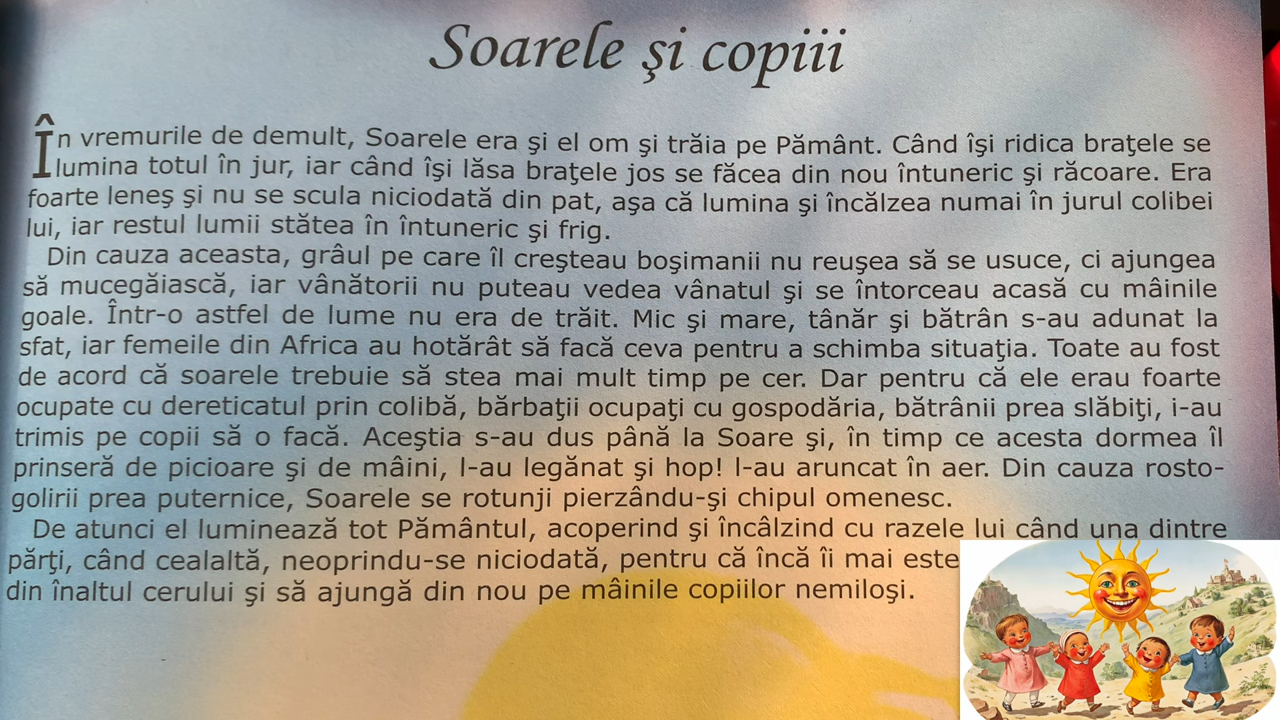 Soarele şi copiii
În vremurile de demult, Soarele era şi el om şi trăia pe Pământ. Când îşi ridica braţele se
lumina totul în jur, iar când îşi lăsa braţele jos se făcea din nou întuneric şi răcoare. Era
foarte leneş şi nu se scula niciodată din pat, aşa că lumina şi încălzea numai în jurul colibei
lui, iar restul lumii stătea în întuneric şi frig.
Din cauza aceasta, grâul pe care îl creşteau boşimanii nu reuşea să se usuce, ci ajungea
să mucegăiască, iar vânătorii nu puteau vedea vânatul şi se întorceau acasă cu mâinile
goale. Într-o astfel de lume nu era de trăit. Mic şi mare, tânăr şi bătrân s-au adunat la
sfat, iar femeile din Africa au hotărât să facă ceva pentru a schimba situaţia. Toate au fost
de acord că soarele trebuie să stea mai mult timp pe cer. Dar pentru că ele erau foarte
ocupate cu dereticatul prin colibă, bărbaţii ocupaţi cu gospodăria, bătrânii prea slăbiţi, i-au
trimis pe copii să o facă. Aceştia s-au dus până la Soare şi, în timp ce acesta dormea îl
prinseră de picioare şi de mâini, l-au legănat şi hop! l-au aruncat în aer. Din cauza rosto-
golirii prea puternice, Soarele se rotunji pierzându-şi chipul omenesc.
De atunci el luminează tot Pământul, acoperind şi încâlzind cu razele lui când una dintre
părţi, când cealaltă, neoprindu-se niciodată, pentru că încă îi mai este
din înaltul cerului şi să ajungă din nou pe mâinile copiilor nemiloşi.